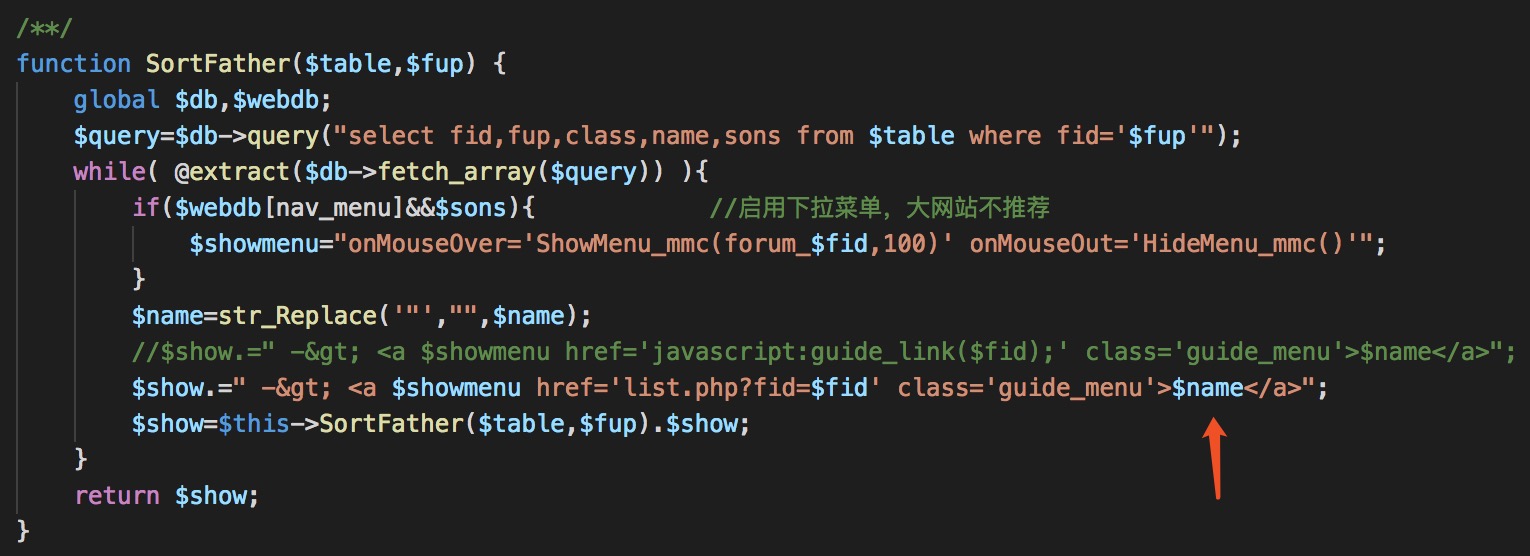 /**/
function SortFather($table,$fup) {
    global $db,$webdb;
    $query=$db->query("select fid,fup,class,name,sons from $table where fid='$fup'");
    while( @extract($db->fetch_array($query)) ){
        if($webdb[nav_menu]&&$sons){            //启用下拉菜单，大网站不推荐
            $showmenu="onMouseOver='ShowMenu_mmc(forum_$fid,100)' onMouseOut='HideMenu_mmc()'";
        }
        $name=str_Replace('"',"",$name);
        //$show.=" -&gt; <a $showmenu href='javascript:guide_link($fid);' class='guide_menu'>$name</a>";
        $show.=" -&gt; <a $showmenu href='list.php?fid=$fid' class='guide_menu'>$name</a>";
        $show=$this->SortFather($table,$fup).$show;
    }
    return $show;
}